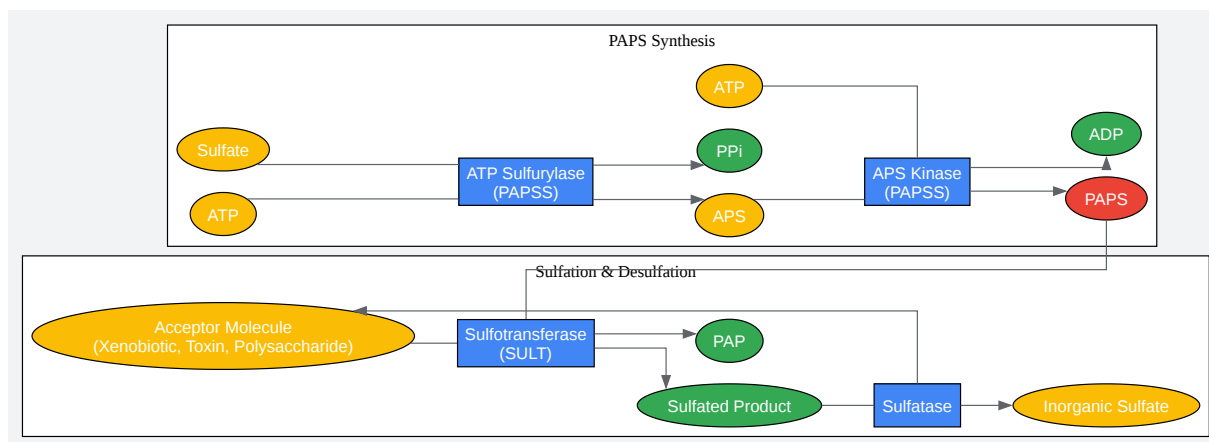 PAPS Synthesis
ATP
Sulfate
PPi
ADP
ATP Sulfurylase
(PAPSS)
APS Kinase
(PAPSS)
ATP
APS
PAPS
Sulfation & Desulfation
Acceptor Molecule
(Xenobiotic, Toxin, Polysaccharide)
Sulfotransferase
(SULT)
PAP
Sulfated Product
Sulfatase
Inorganic Sulfate